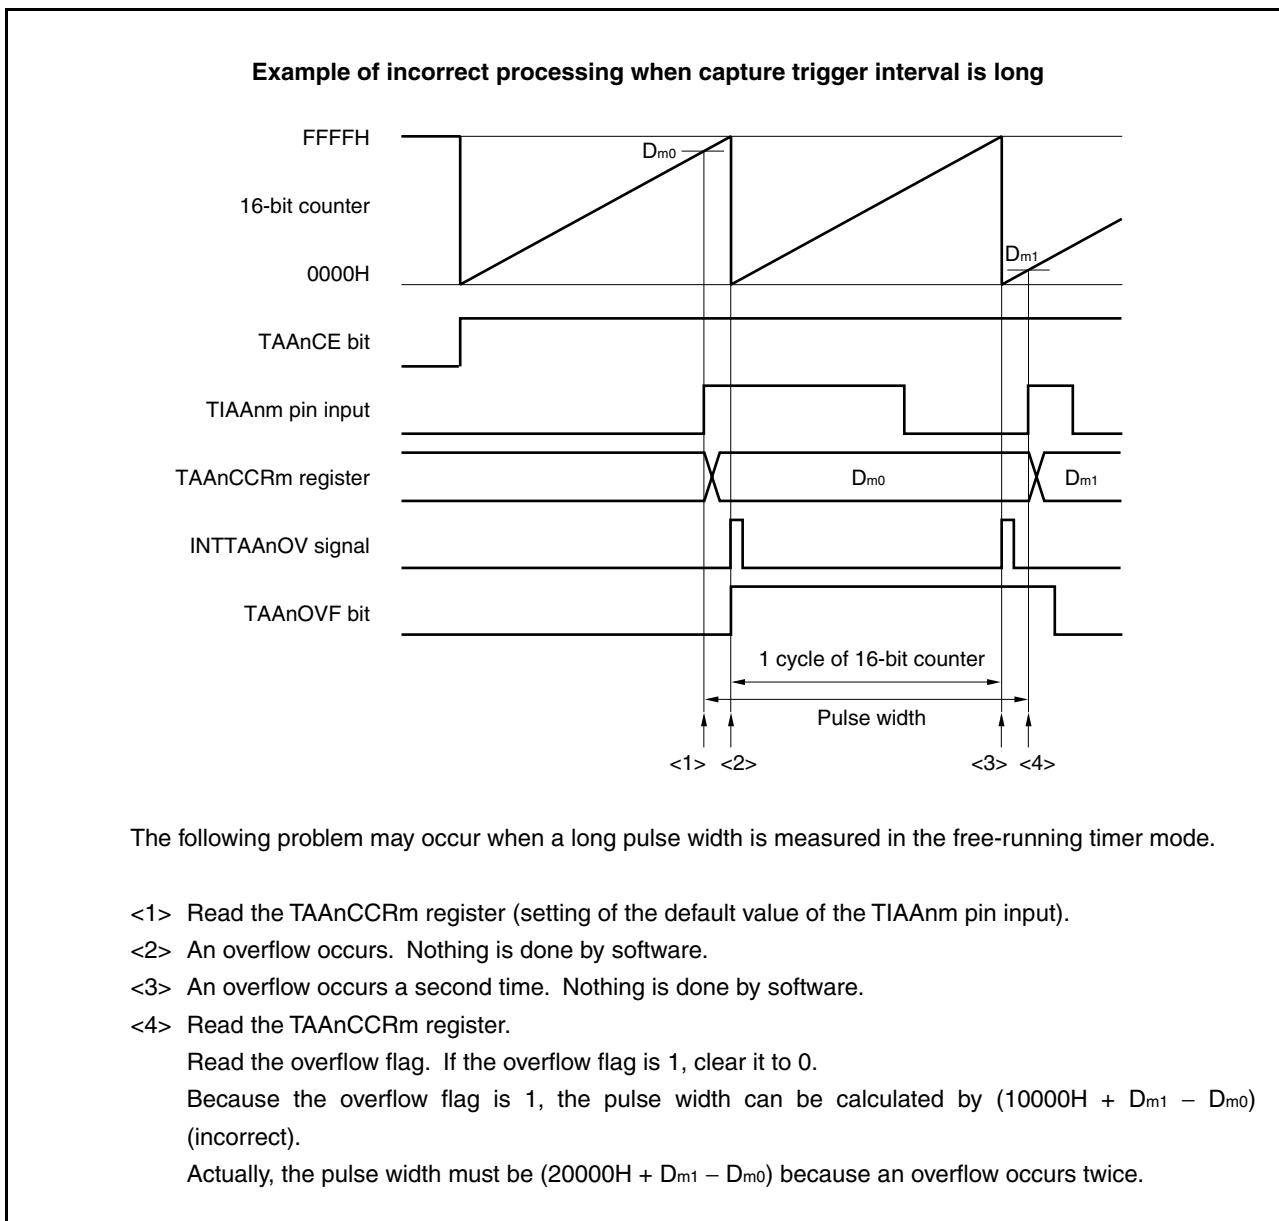 Example of incorrect processing when capture trigger interval is long
FFFFH
Dm0
16-bit counter
Dm1
0000H
TAAnCE bit
TIAAnm pin input
TAAnCCRm register
Dm0
Dm1
INTTAAnOV signal
TAAnOVF bit
1 cycle of 16-bit counter
Pulse width
<1> <2> <3> <4>
The following problem may occur when a long pulse width is measured in the free-running timer mode.
<1> Read the TAAnCCRm register (setting of the default value of the TIAAnm pin input).
<2> An overflow occurs. Nothing is done by software.
<3> An overflow occurs a second time. Nothing is done by software.
<4> Read the TAAnCCRm register.
Read the overflow flag. If the overflow flag is 1, clear it to 0.
Because the overflow flag is 1, the pulse width can be calculated by (10000H + Dm1 − Dm0)
(incorrect).
Actually, the pulse width must be (20000H + Dm1 − Dm0) because an overflow occurs twice.